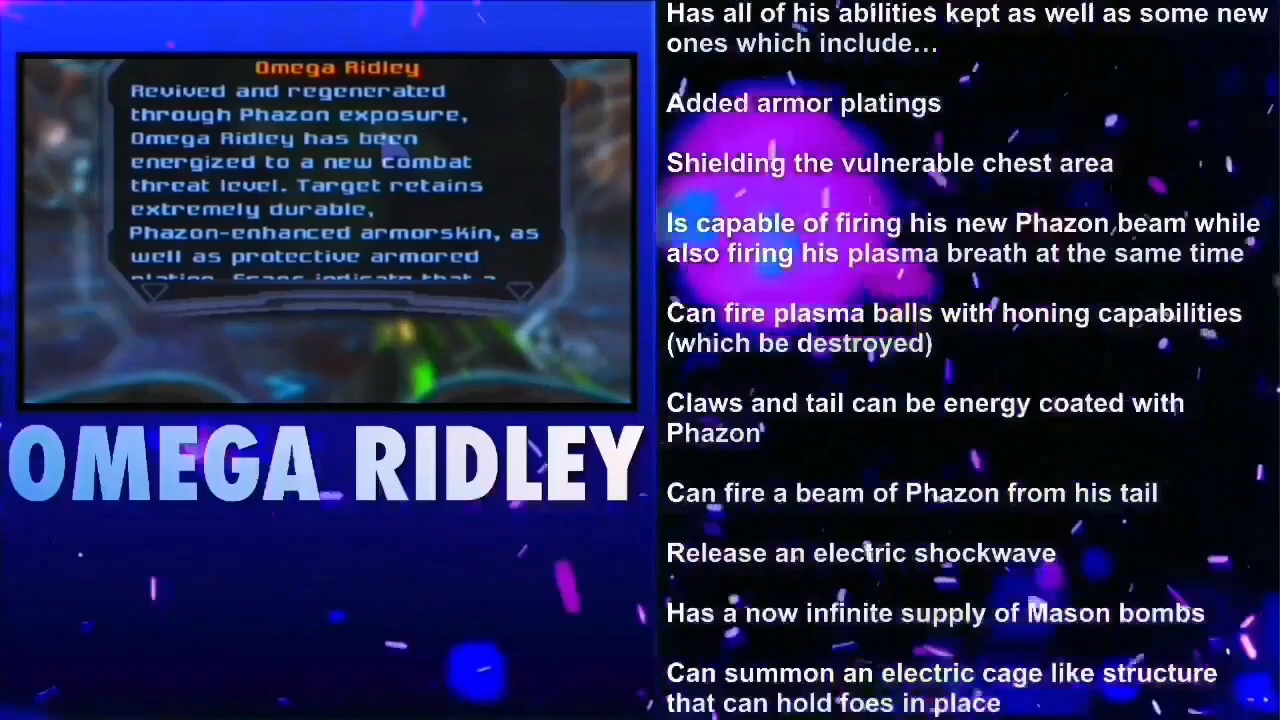 Omega Ridley
Revived and regenerated
through Phazon exposure,
Omega Ridley has been
energized to a new combat
threat level. Target retains
extremely durable,
Phazon-enhanced armorskin, as
well as protective armored
plating. Scans indicate that a
OMEGA RIDLEY
Has all of his abilities kept as well as some new
ones which include...
Added armor platings
Shielding the vulnerable chest area
Is capable of firing his new Phazon beam while
also firing his plasma breath at the same time
Can fire plasma balls with honing capabilities
(which be destroyed)
Claws and tail can be energy coated with
Phazon
Can fire a beam of Phazon from his tail
Release an electric shockwave
Has a now infinite supply of Mason bombs
Can summon an electric cage like structure
that can hold foes in place